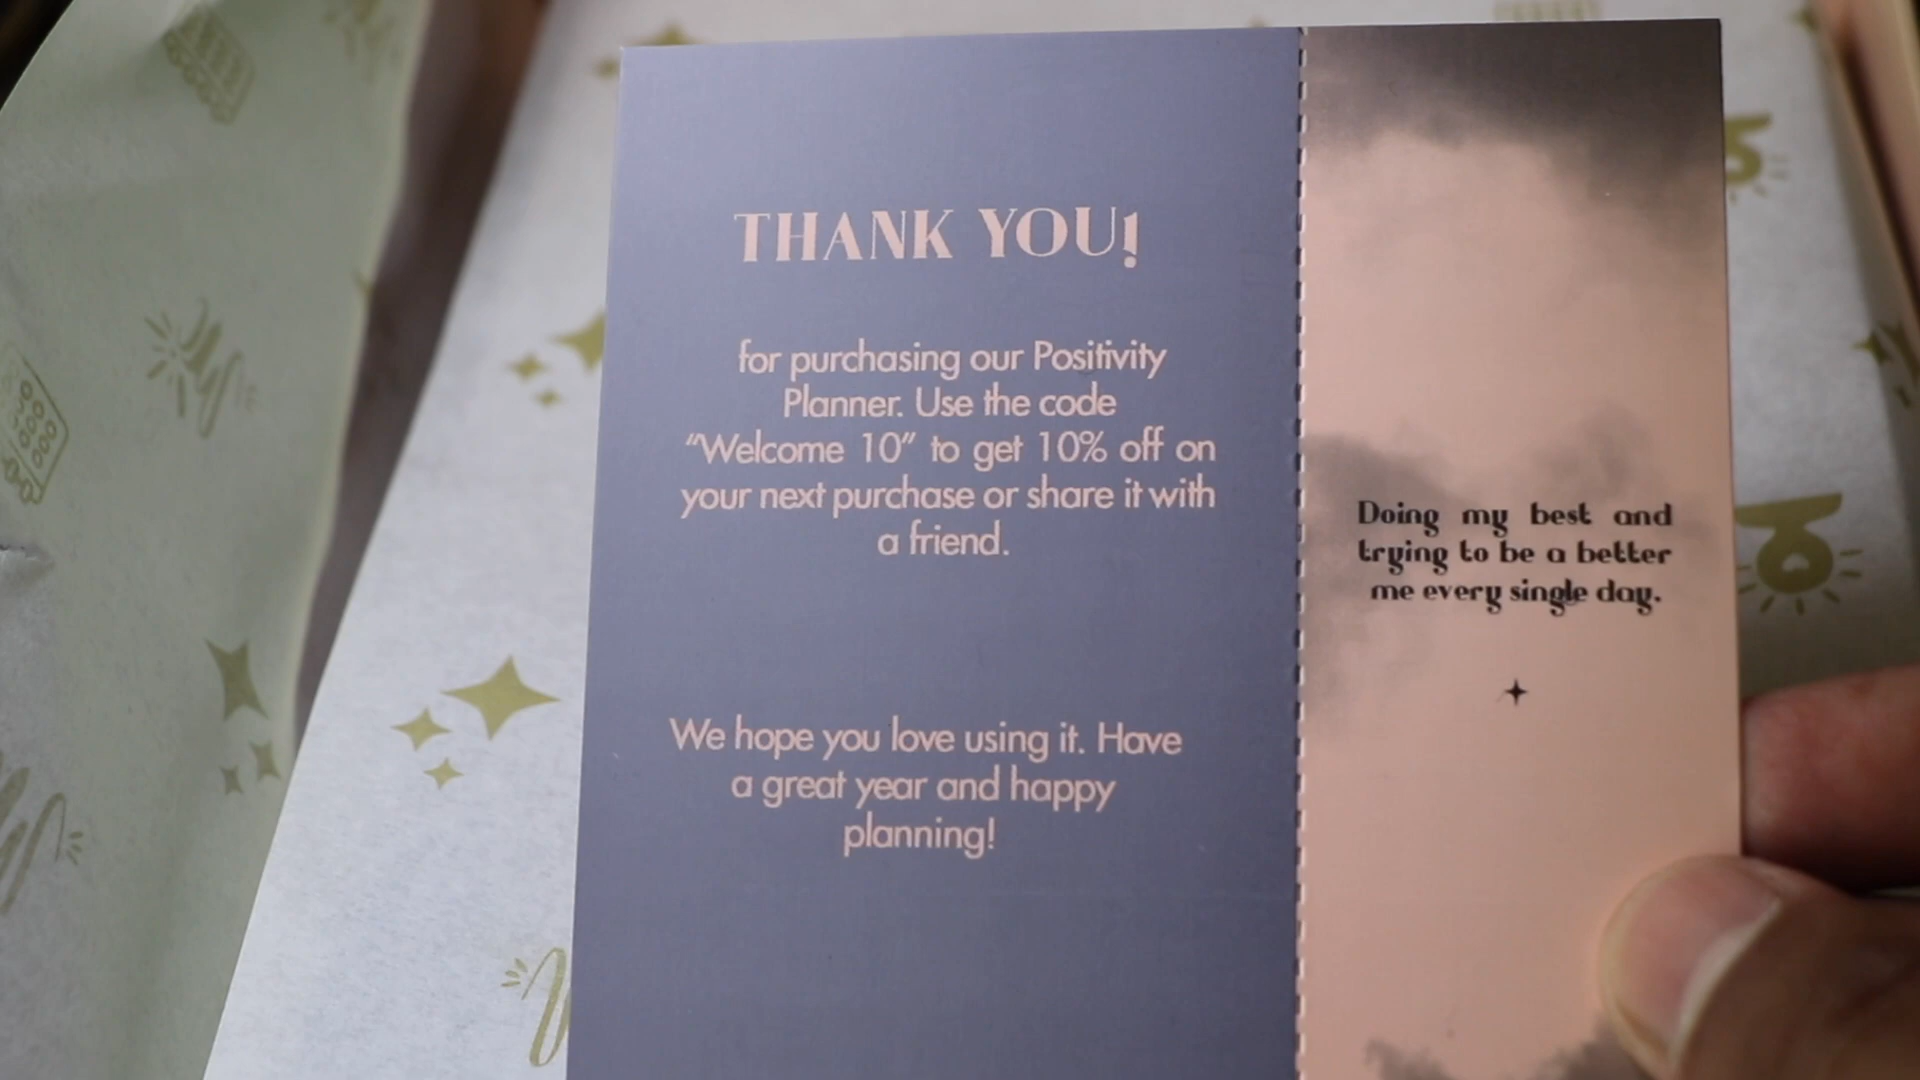 THANK YOU!
for purchasing our Positivity
Planner. Use the code
“Welcome 10” to get 10% off on
your next purchase or share it with
a friend.
We hope you love using it. Have
a great year and happy
planning!
Doing my best and
trying to be a better
me every single day.